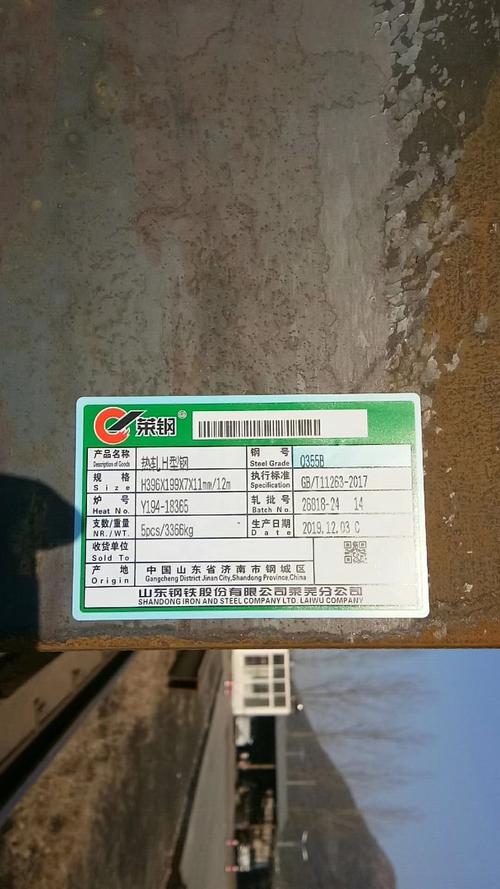 莱钢®
产品名称 热轧H型钢 钢 号 Q355B
Description of Goods Steel Grade
规 格 H396X199X7X11mm/12m 执行标准 GB/T11263-2017
Size Specification
炉 号 Y194-18365 轧 批 号 26818-24 14
Heat No. Batch No.
支数/重量 5pcs/3366kg 生产日期 2019.12.03 C
NR./WT. Date
收货单位
Sold To
产 地 中国山东省济南市钢城区
Origin Gangcheng District Jinan City,Shandong Province,China
山东钢铁股份有限公司莱芜分公司
SHANDONG IRON AND STEEL COMPANY LTD. LAIWU COMPANY